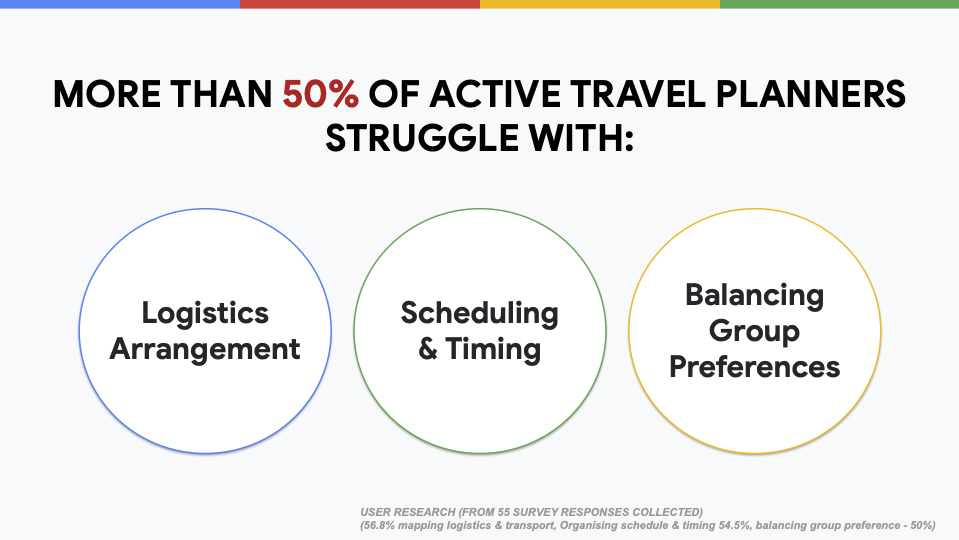 MORE THAN 50% OF ACTIVE TRAVEL PLANNERS
STRUGGLE WITH:
Logistics
Arrangement
Scheduling
& Timing
Balancing
Group
Preferences
USER RESEARCH (FROM 55 SURVEY RESPONSES COLLECTED)
(56.8% mapping logistics & transport, Organising schedule & timing 54.5%, balancing group preference - 50%)